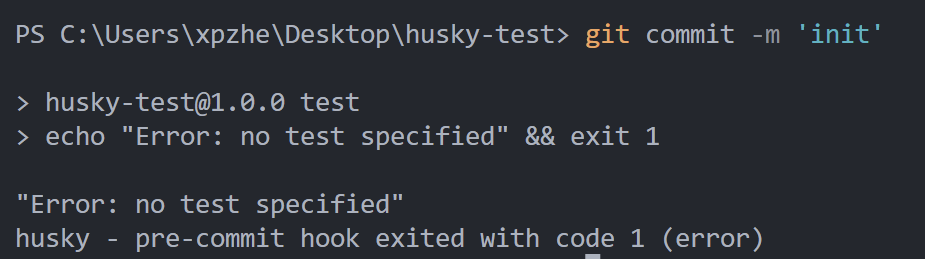 PS C:\Users\xpzhe\Desktop\husky-test> git commit -m 'init'
> husky-test@1.0.0 test
> echo "Error: no test specified" && exit 1
"Error: no test specified"
husky - pre-commit hook exited with code 1 (error)